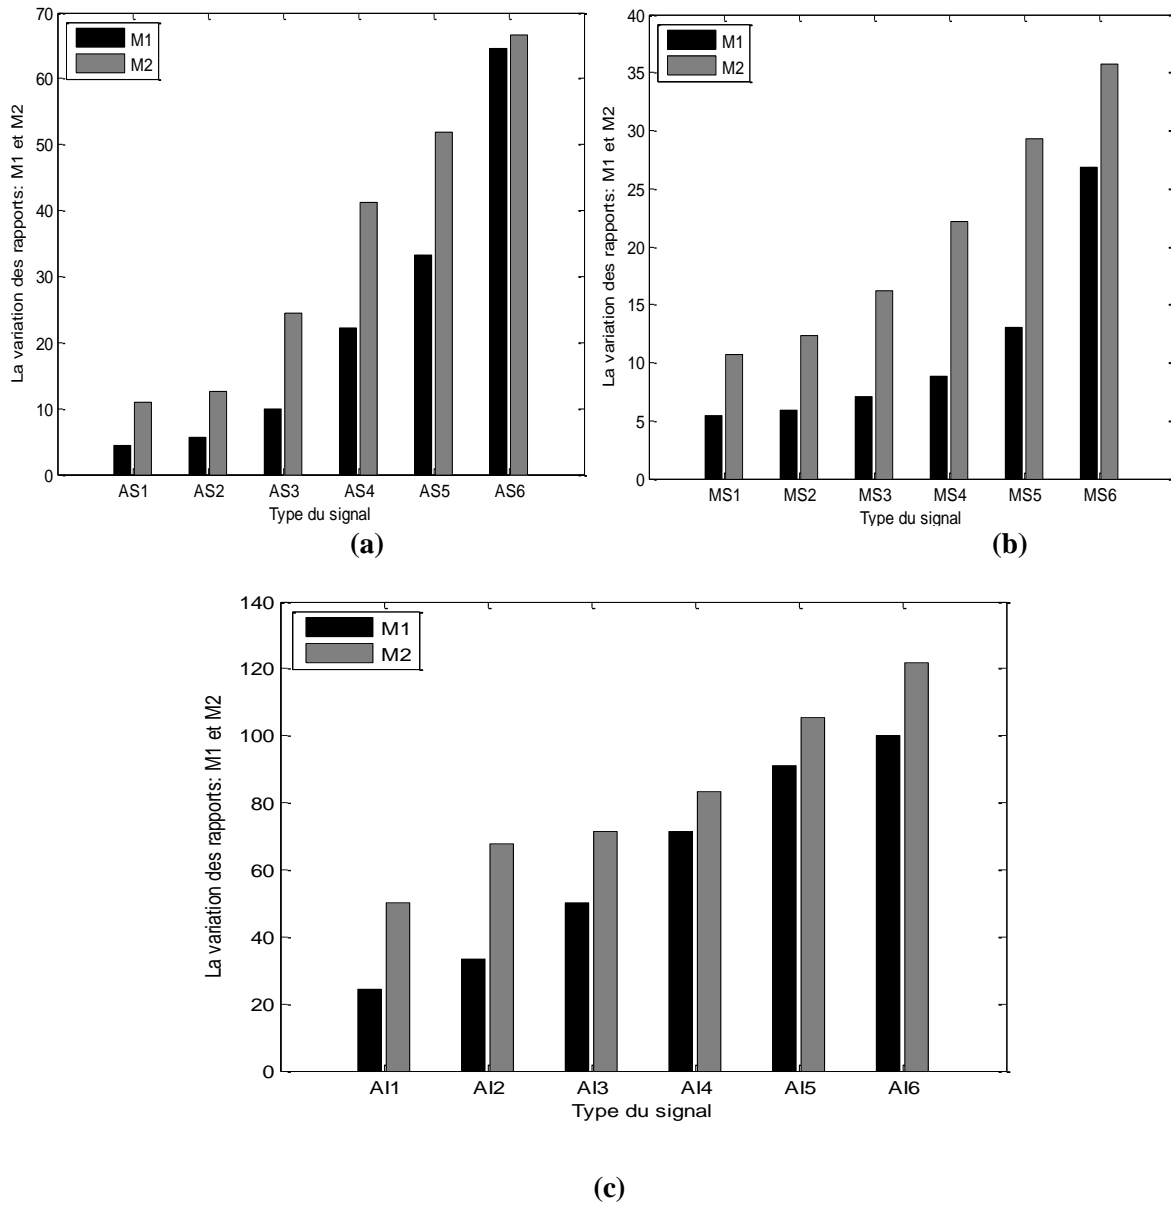 70
60
50
40
30
20
10
0
La variation des rapports: M1 et M2
M1
M2
AS1 AS2 AS3 AS4 AS5 AS6
Type du signal
(a)
40
35
30
25
20
15
10
5
0
La variation des rapports: M1 et M2
M1
M2
MS1 MS2 MS3 MS4 MS5 MS6
Type du signal
(b)
140
120
100
80
60
40
20
0
La variation des rapports: M1 et M2
M1
M2
AI1 AI2 AI3 AI4 AI5 AI6
Type du signal
(c)